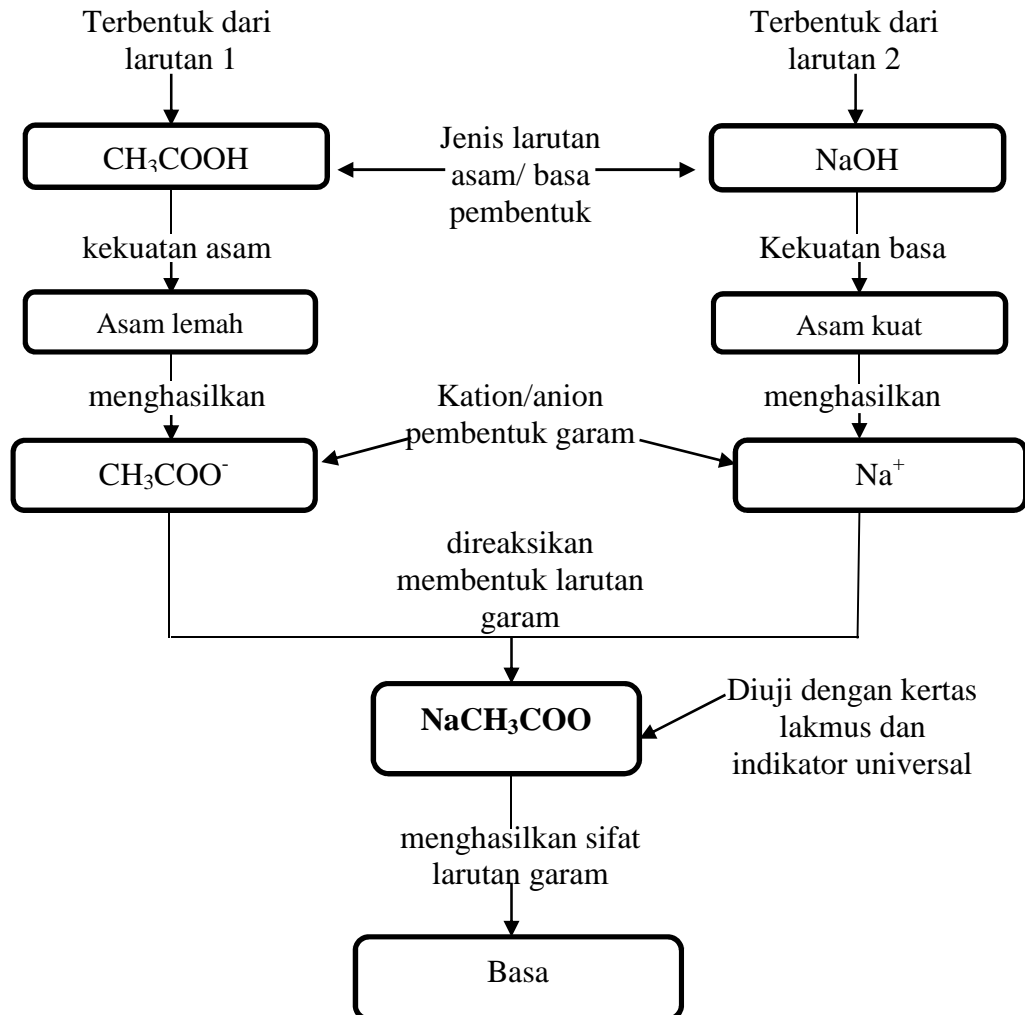 Terbentuk dari
larutan 1
Terbentuk dari
larutan 2
CH₃COOH
Jenis larutan
asam/ basa
pembentuk
NaOH
kekuatan asam
Kekuatan basa
Asam lemah
Asam kuat
menghasilkan
Kation/anion
pembentuk garam
menghasilkan
CH₃COO⁻
Na⁺
direaksikan
membentuk larutan
garam
NaCH₃COO
Diuji dengan kertas
lakmus dan
indikator universal
menghasilkan sifat
larutan garam
Basa